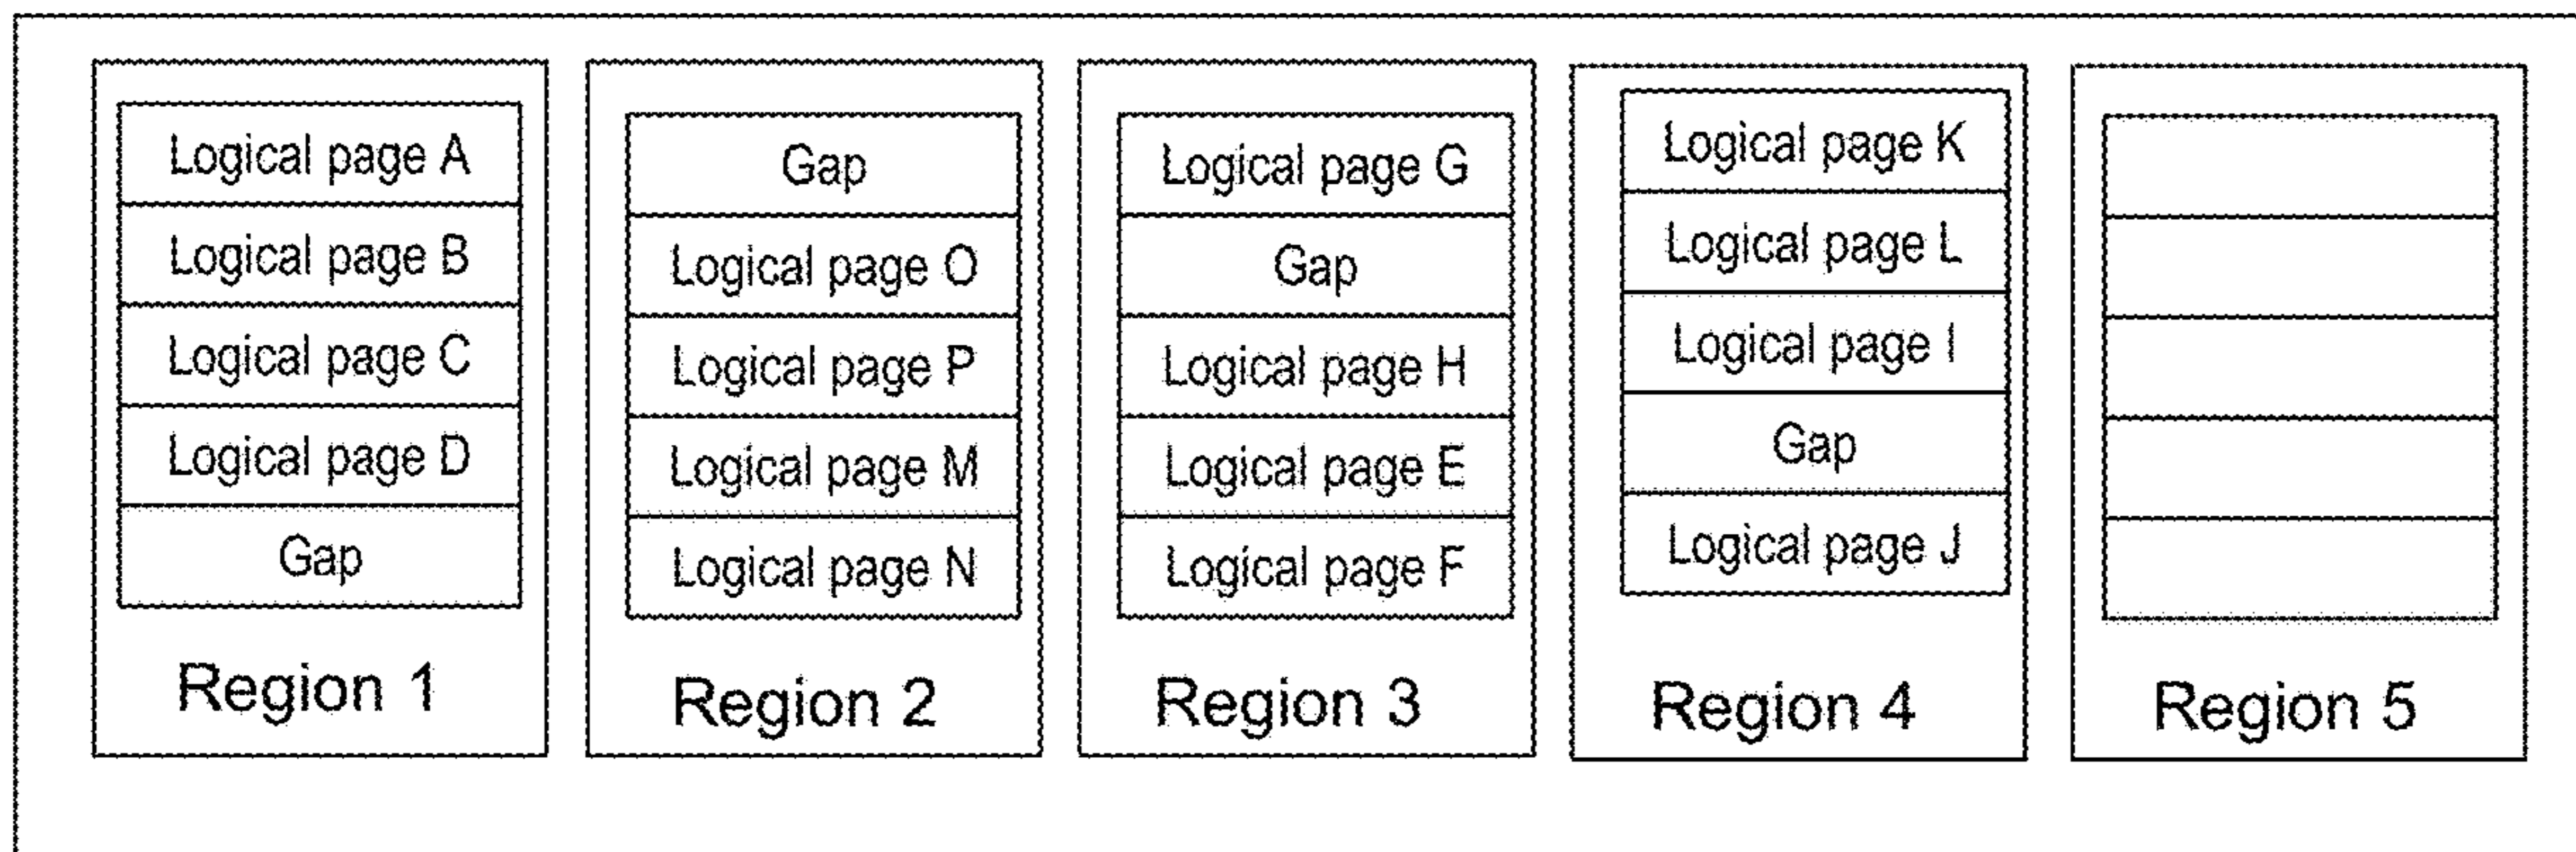 Logical page A
Logical page B
Logical page C
Logical page D
Gap
Region 1
Gap
Logical page O
Logical page P
Logical page M
Logical page N
Region 2
Logical page G
Gap
Logical page H
Logical page E
Logical page F
Region 3
Logical page K
Logical page L
Logical page I
Gap
Logical page J
Region 4
Region 5